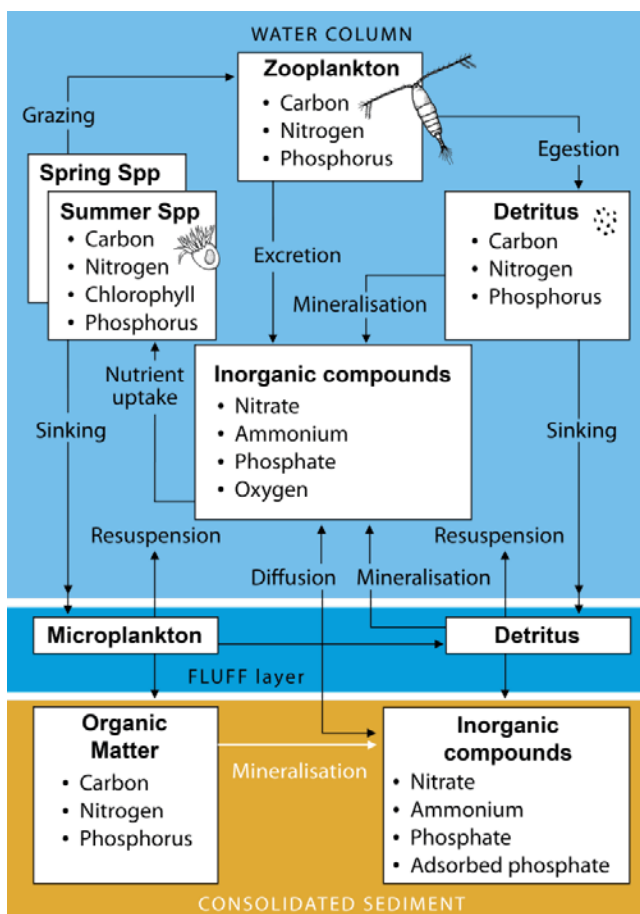 WATER COLUMN
Zooplankton
• Carbon
• Nitrogen
• Phosphorus
Grazing
Egestion
Spring Spp
Summer Spp
• Carbon
• Nitrogen
• Chlorophyll
• Phosphorus
Detritus
• Carbon
• Nitrogen
• Phosphorus
Excretion
Mineralisation
Nutrient
uptake
Inorganic compounds
• Nitrate
• Ammonium
• Phosphate
• Oxygen
Sinking
Sinking
Resuspension
Resuspension
Diffusion
Mineralisation
Microplankton
Detritus
FLUFF layer
Organic
Matter
• Carbon
• Nitrogen
• Phosphorus
Mineralisation
Inorganic
compounds
• Nitrate
• Ammonium
• Phosphate
• Adsorbed phosphate
CONSOLIDATED SEDIMENT